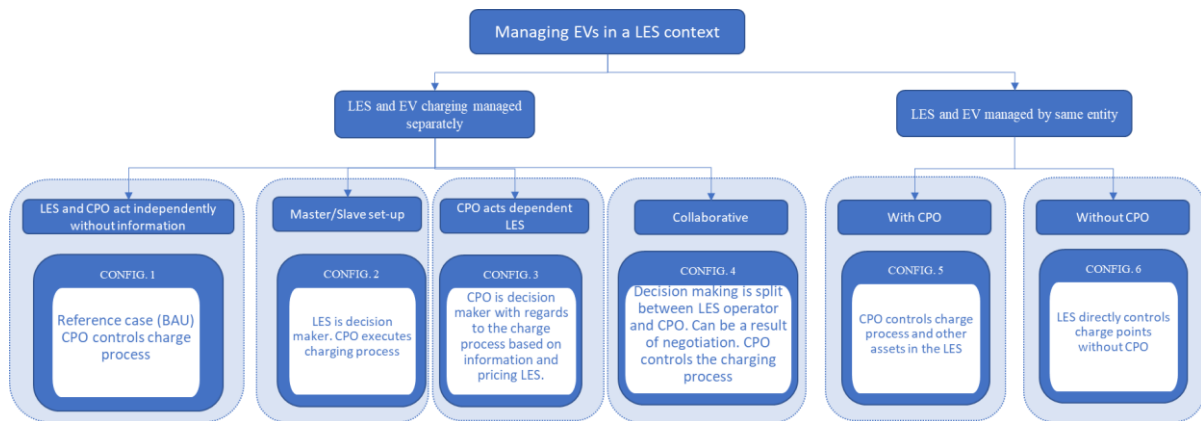 Managing EVs in a LES context
LES and EV charging managed
separately
LES and EV managed by same entity
LES and CPO act independently
without information
CONFIG. 1
Reference case (BAU)
CPO controls charge
process
Master/Slave set-up
CONFIG. 2
LES is decision
maker. CPO executes
charging process
CPO acts dependent
LES
CONFIG. 3
CPO is decision
maker with regards
to the charge
process based on
information and
pricing LES.
Collaborative
CONFIG. 4
Decision making is split
between LES operator
and CPO. Can be a result
of negotiation. CPO
controls the charging
process
With CPO
CONFIG. 5
CPO controls charge
process and other
assets in the LES
Without CPO
CONFIG. 6
LES directly controls
charge points
without CPO